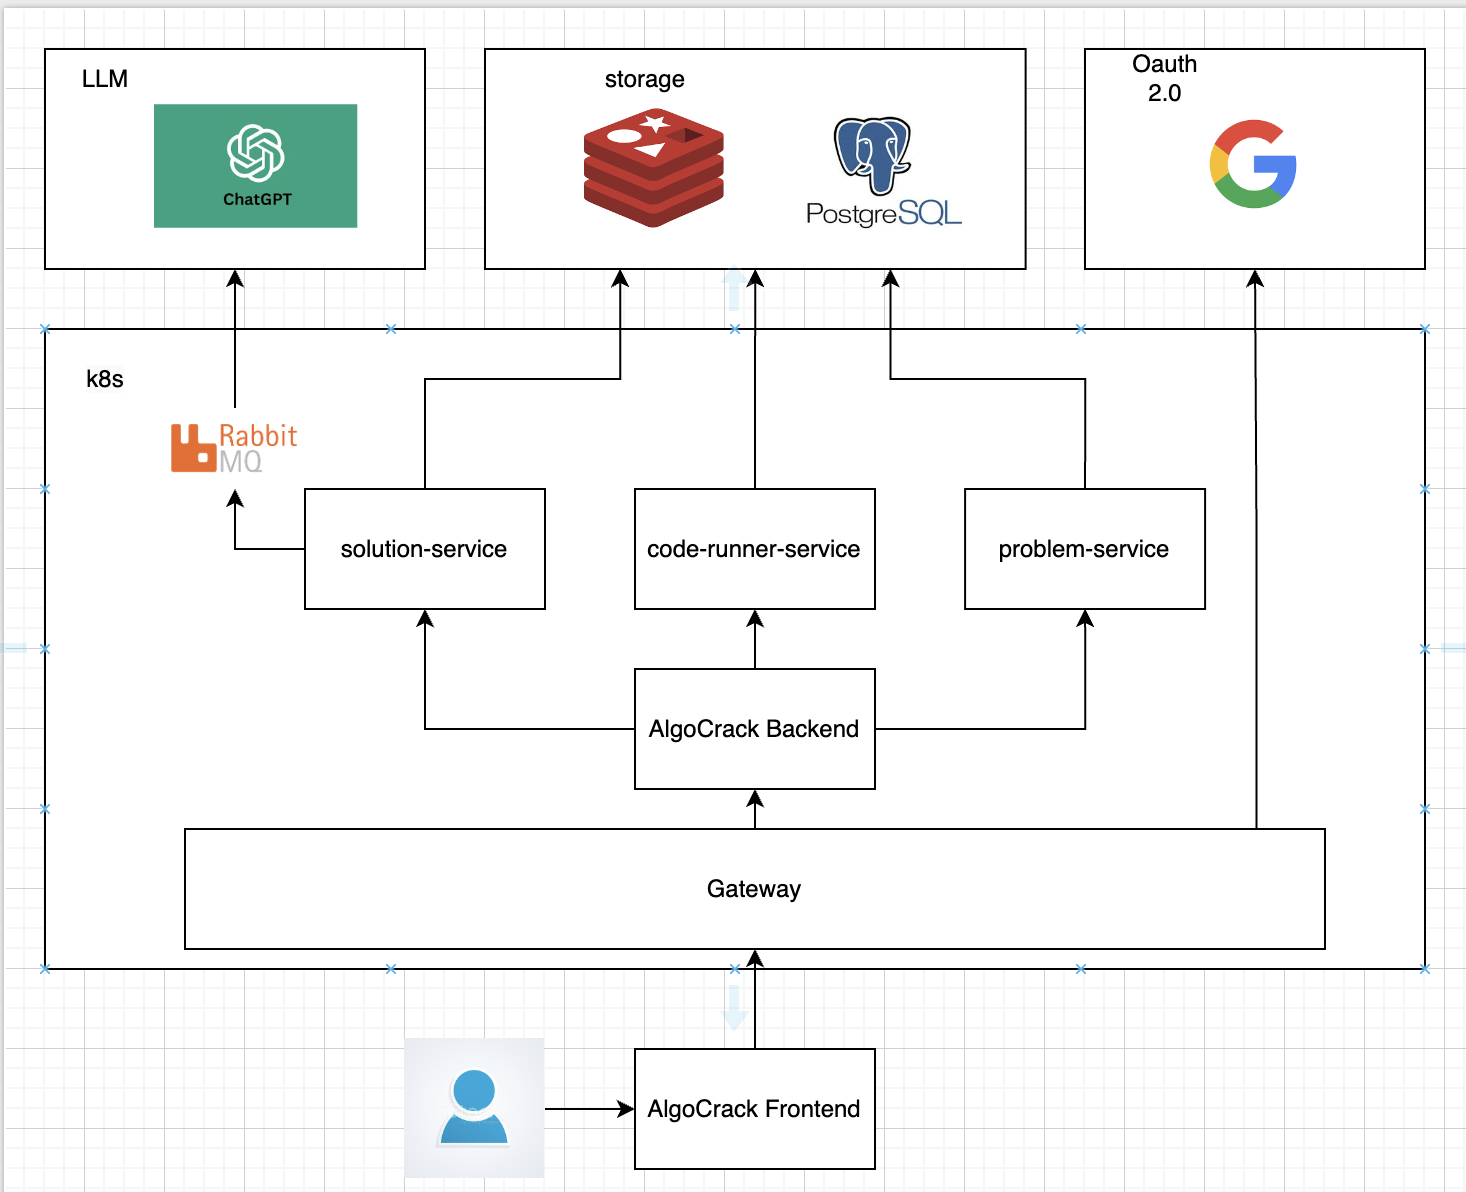 LLM
ChatGPT
storage
PostgreSQL
Oauth
2.0
k8s
Rabbit
MQ
solution-service
code-runner-service
problem-service
AlgoCrack Backend
Gateway
AlgoCrack Frontend